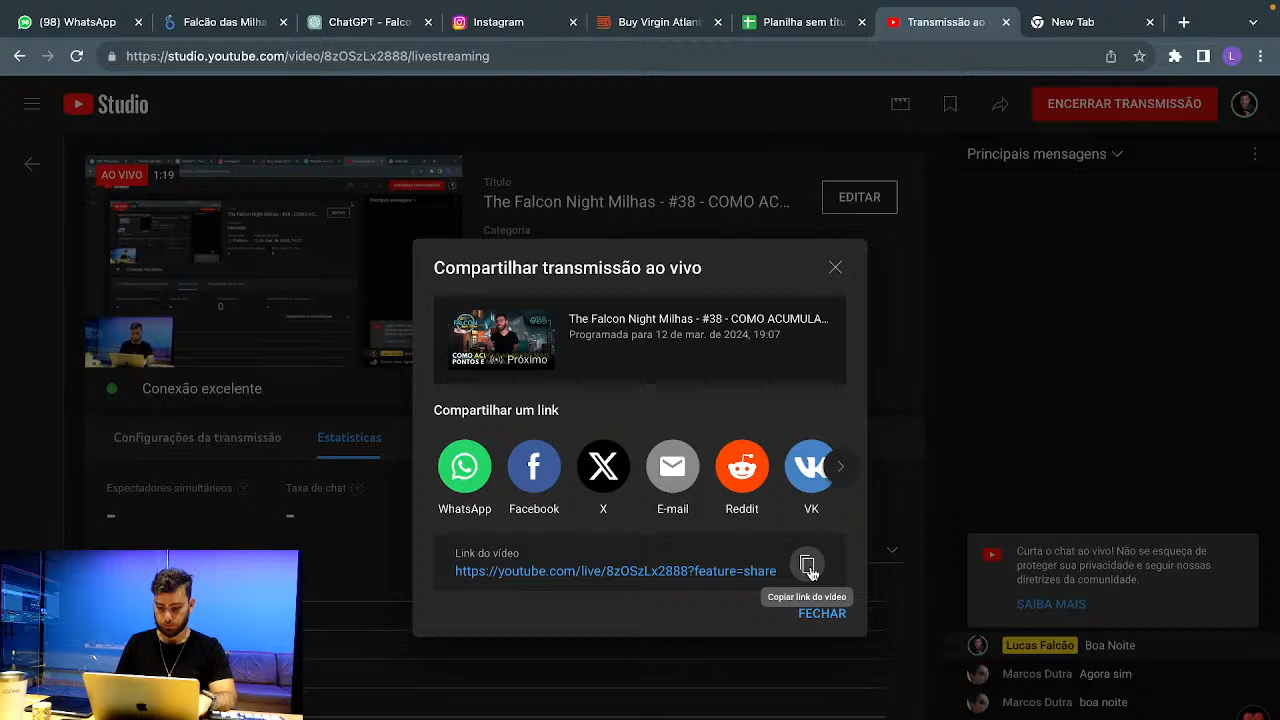 (98) WhatsApp
Falcão das Milha
ChatGPT - Falco
Instagram
Buy Virgin Atlant
Planilha sem títu
Transmissão ao
New Tab
https://studio.youtube.com/video/8zOSzLx2888/livestreaming
L
Studio
ENCERRAR TRANSMISSÃO
AO VIVO 1:19
Título
The Falcon Night Milhas - #38 - COMO AC...
Categoria
EDITAR
Principais mensagens
Compartilhar transmissão ao vivo
The Falcon Night Milhas - #38 - COMO ACUMULA...
Programada para 12 de mar. de 2024, 19:07
COMO ACU
PONTOS E
Próximo
Conexão excelente
Compartilhar um link
Configurações da transmissão
Estatísticas
WhatsApp
Facebook
X
E-mail
Reddit
VK
Espectadores simultâneos
Taxa de chat
Link do vídeo
https://youtube.com/live/8zOSzLx2888?feature=share
Copiar link do vídeo
FECHAR
Curta o chat ao vivo! Não se esqueça de
proteger sua privacidade e seguir nossas
diretrizes da comunidade.
SAIBA MAIS
Lucas Falcão Boa Noite
Marcos Dutra Agora sim
Marcos Dutra boa noite